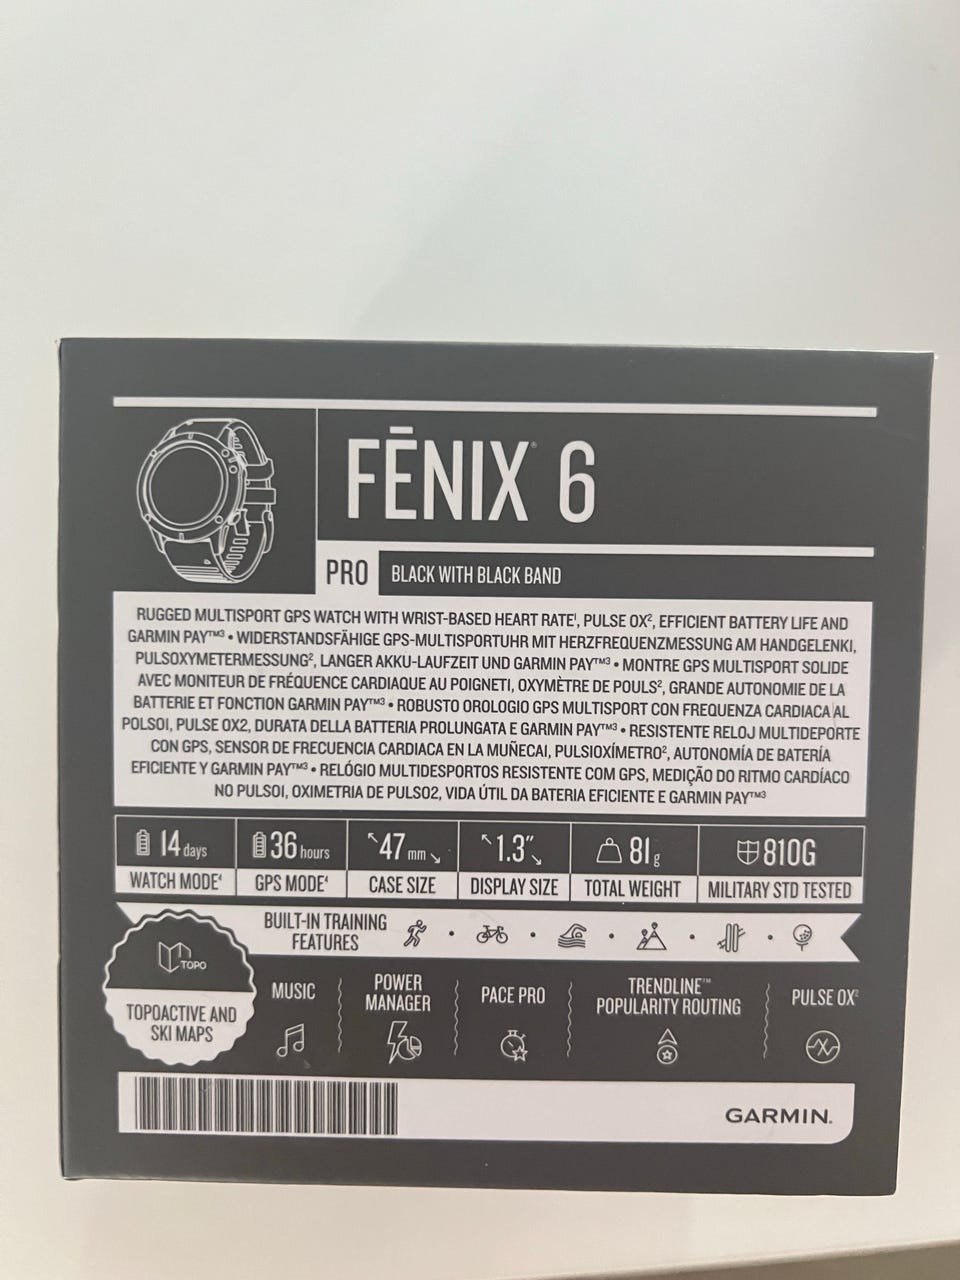 FĒNIX® 6
PRO
BLACK WITH BLACK BAND
RUGGED MULTISPORT GPS WATCH WITH WRIST-BASED HEART RATE¹, PULSE OX², EFFICIENT BATTERY LIFE AND
GARMIN PAY™³ • WIDERSTANDSFÄHIGE GPS-MULTISPORTUHR MIT HERZFREQUENZMESSUNG AM HANDGELENKI,
PULSOXYMETERMESSUNG², LANGER AKKU-LAUFZEIT UND GARMIN PAY™³ • MONTRE GPS MULTISPORT SOLIDE
AVEC MONITEUR DE FRÉQUENCE CARDIAQUE AU POIGNETI, OXYMÈTRE DE POULS², GRANDE AUTONOMIE DE LA
BATTERIE ET FONCTION GARMIN PAY™³ • ROBUSTO OROLOGIO GPS MULTISPORT CON FREQUENZA CARDIACA AL
POLSOI, PULSE OX2, DURATA DELLA BATTERIA PROLUNGATA E GARMIN PAY™³ • RESISTENTE RELOJ MULTIDEPORTE
CON GPS, SENSOR DE FRECUENCIA CARDIACA EN LA MUÑECAI, PULSIOXÍMETRO², AUTONOMÍA DE BATERÍA
EFICIENTE Y GARMIN PAY™³ • RELÓGIO MULTIDESPORTOS RESISTENTE COM GPS, MEDIÇÃO DO RITMO CARDÍACO
NO PULSOI, OXIMETRIA DE PULSO2, VIDA ÚTIL DA BATERIA EFICIENTE E GARMIN PAY™³
14 days
WATCH MODE⁴
36 hours
GPS MODE⁴
47 mm
CASE SIZE
1.3″
DISPLAY SIZE
81 g
TOTAL WEIGHT
810G
MILITARY STD TESTED
BUILT-IN TRAINING
FEATURES
TOPO
TOPOACTIVE AND
SKI MAPS
MUSIC
POWER
MANAGER
PACE PRO
TRENDLINE™
POPULARITY ROUTING
PULSE OX²
GARMIN.